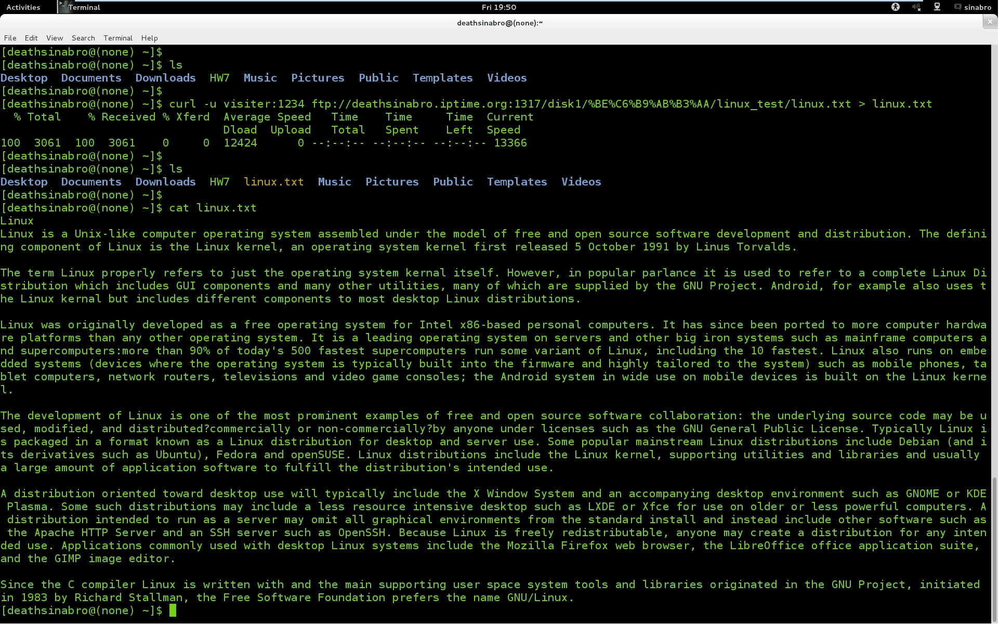 Activities Terminal Fri 19:50 sinabro
deathsinabro@(none):~
File Edit View Search Terminal Help
[deathsinabro@(none) ~]$
[deathsinabro@(none) ~]$ ls
Desktop Documents Downloads HW7 Music Pictures Public Templates Videos
[deathsinabro@(none) ~]$
[deathsinabro@(none) ~]$ curl -u visiter:1234 ftp://deathsinabro.iptime.org:1317/disk1/%BE%C6%B9%AB%B3%AA/linux_test/linux.txt > linux.txt
% Total % Received % Xferd Average Speed Time Time Time Current
Dload Upload Total Spent Left Speed
100 3061 100 3061 0 0 12424 0 --:--:-- --:--:-- --:--:-- 13366
[deathsinabro@(none) ~]$
[deathsinabro@(none) ~]$ ls
Desktop Documents Downloads HW7 linux.txt Music Pictures Public Templates Videos
[deathsinabro@(none) ~]$
[deathsinabro@(none) ~]$ cat linux.txt
Linux
Linux is a Unix-like computer operating system assembled under the model of free and open source software development and distribution. The defini
ng component of Linux is the Linux kernel, an operating system kernel first released 5 October 1991 by Linus Torvalds.

The term Linux properly refers to just the operating system kernal itself. However, in popular parlance it is used to refer to a complete Linux Di
stribution which includes GUI components and many other utilities, many of which are supplied by the GNU Project. Android, for example also uses t
he Linux kernal but includes different components to most desktop Linux distributions.

Linux was originally developed as a free operating system for Intel x86-based personal computers. It has since been ported to more computer hardwa
re platforms than any other operating system. It is a leading operating system on servers and other big iron systems such as mainframe computers a
nd supercomputers:more than 90% of today's 500 fastest supercomputers run some variant of Linux, including the 10 fastest. Linux also runs on embe
dded systems (devices where the operating system is typically built into the firmware and highly tailored to the system) such as mobile phones, ta
blet computers, network routers, televisions and video game consoles; the Android system in wide use on mobile devices is built on the Linux kerne
l.

The development of Linux is one of the most prominent examples of free and open source software collaboration: the underlying source code may be u
sed, modified, and distributed?commercially or non-commercially?by anyone under licenses such as the GNU General Public License. Typically Linux i
s packaged in a format known as a Linux distribution for desktop and server use. Some popular mainstream Linux distributions include Debian (and i
ts derivatives such as Ubuntu), Fedora and openSUSE. Linux distributions include the Linux kernel, supporting utilities and libraries and usually
a large amount of application software to fulfill the distribution's intended use.

A distribution oriented toward desktop use will typically include the X Window System and an accompanying desktop environment such as GNOME or KDE
Plasma. Some such distributions may include a less resource intensive desktop such as LXDE or Xfce for use on older or less powerful computers. A
distribution intended to run as a server may omit all graphical environments from the standard install and instead include other software such as
the Apache HTTP Server and an SSH server such as OpenSSH. Because Linux is freely redistributable, anyone may create a distribution for any inten
ded use. Applications commonly used with desktop Linux systems include the Mozilla Firefox web browser, the LibreOffice office application suite,
and the GIMP image editor.

Since the C compiler Linux is written with and the main supporting user space system tools and libraries originated in the GNU Project, initiated
in 1983 by Richard Stallman, the Free Software Foundation prefers the name GNU/Linux.
[deathsinabro@(none) ~]$